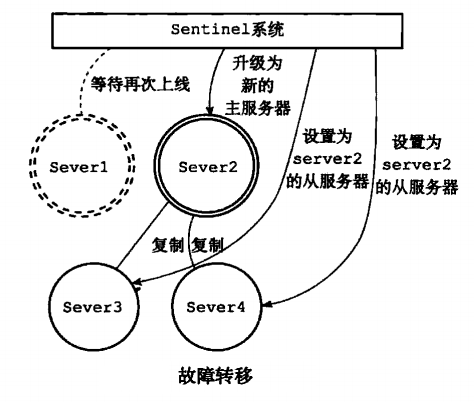 Sentinel系统
等待再次上线
升级为
新的
主服务器
设置为
server2
的从服务器
设置为
server2
的从服务器
Sever1
Sever2
复制
复制
Sever3
Sever4
故障转移